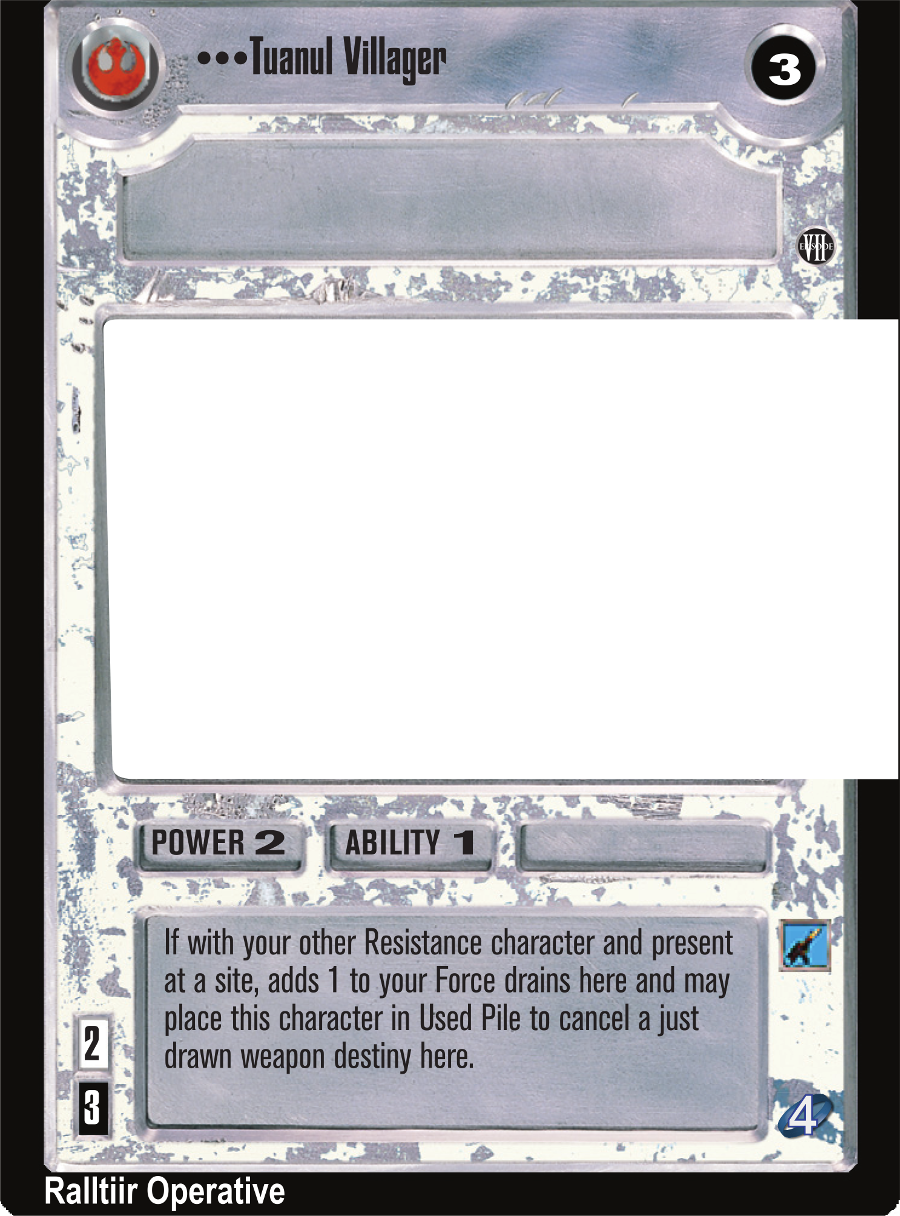 •••Tuanul Villager
3
EPISODE VII
POWER 2
ABILITY 1
If with your other Resistance character and present
at a site, adds 1 to your Force drains here and may
place this character in Used Pile to cancel a just
drawn weapon destiny here.
2
3
4
Ralltiir Operative